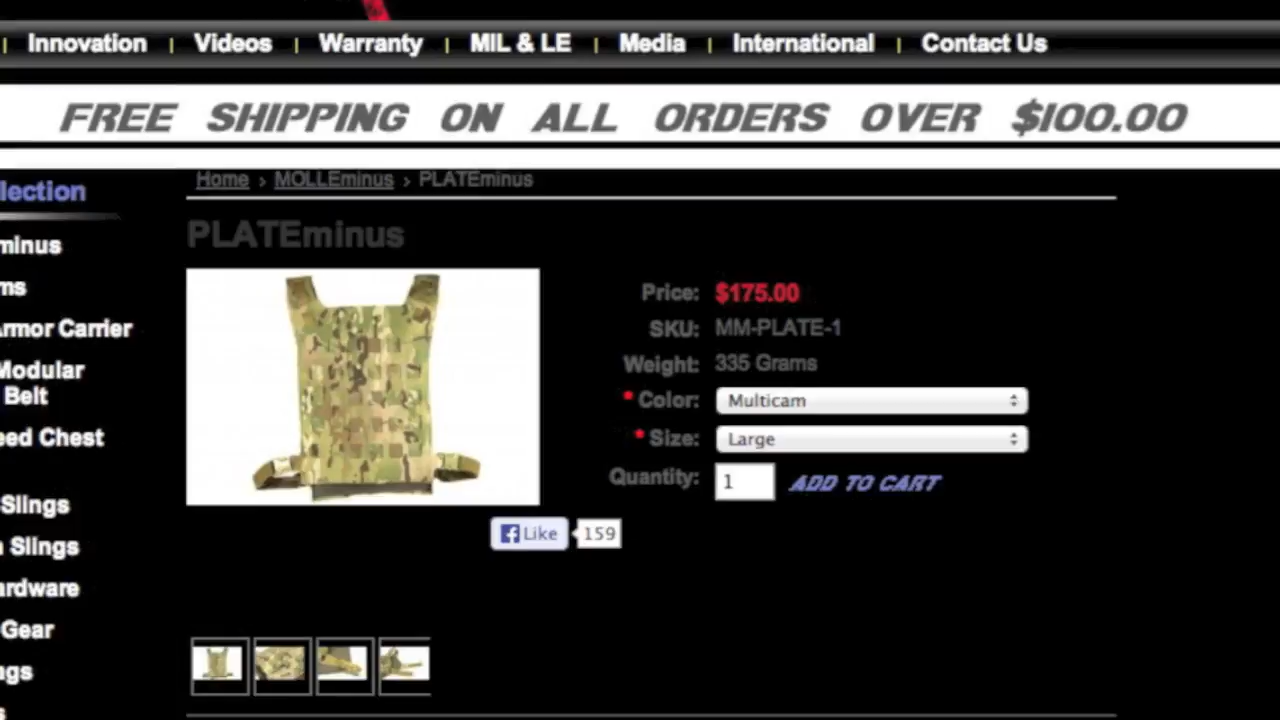 Innovation | Videos | Warranty | MIL & LE | Media | International | Contact Us
FREE SHIPPING ON ALL ORDERS OVER $100.00
lection
minus
ms
Armor Carrier
Modular
Belt
eed Chest
Slings
n Slings
ardware
Gear
ngs
s
Home › MOLLEminus › PLATEminus
PLATEminus
Price: $175.00
SKU: MM-PLATE-1
Weight: 335 Grams
* Color: Multicam
* Size: Large
Quantity: 1 ADD TO CART
Like 159